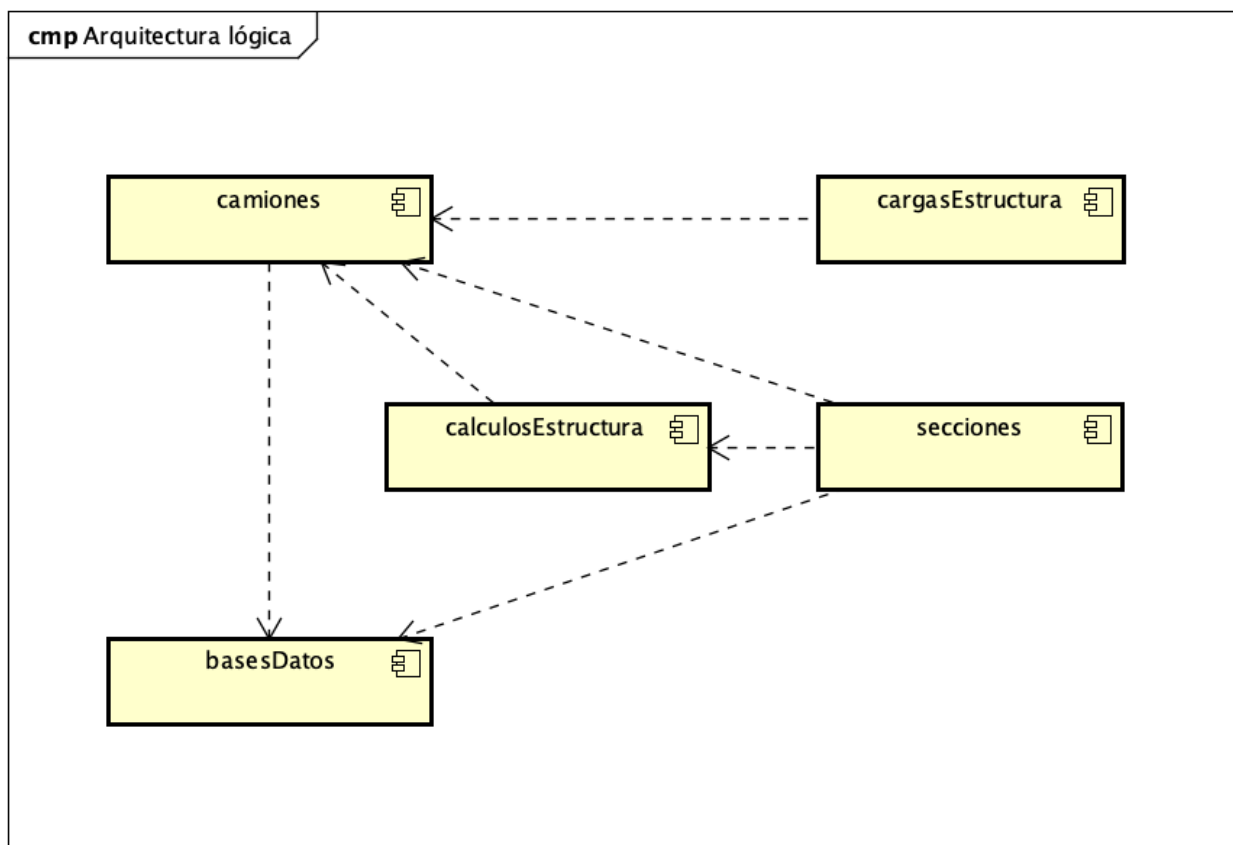 cmp Arquitectura lógica
camiones
cargasEstructura
calculosEstructura
secciones
basesDatos